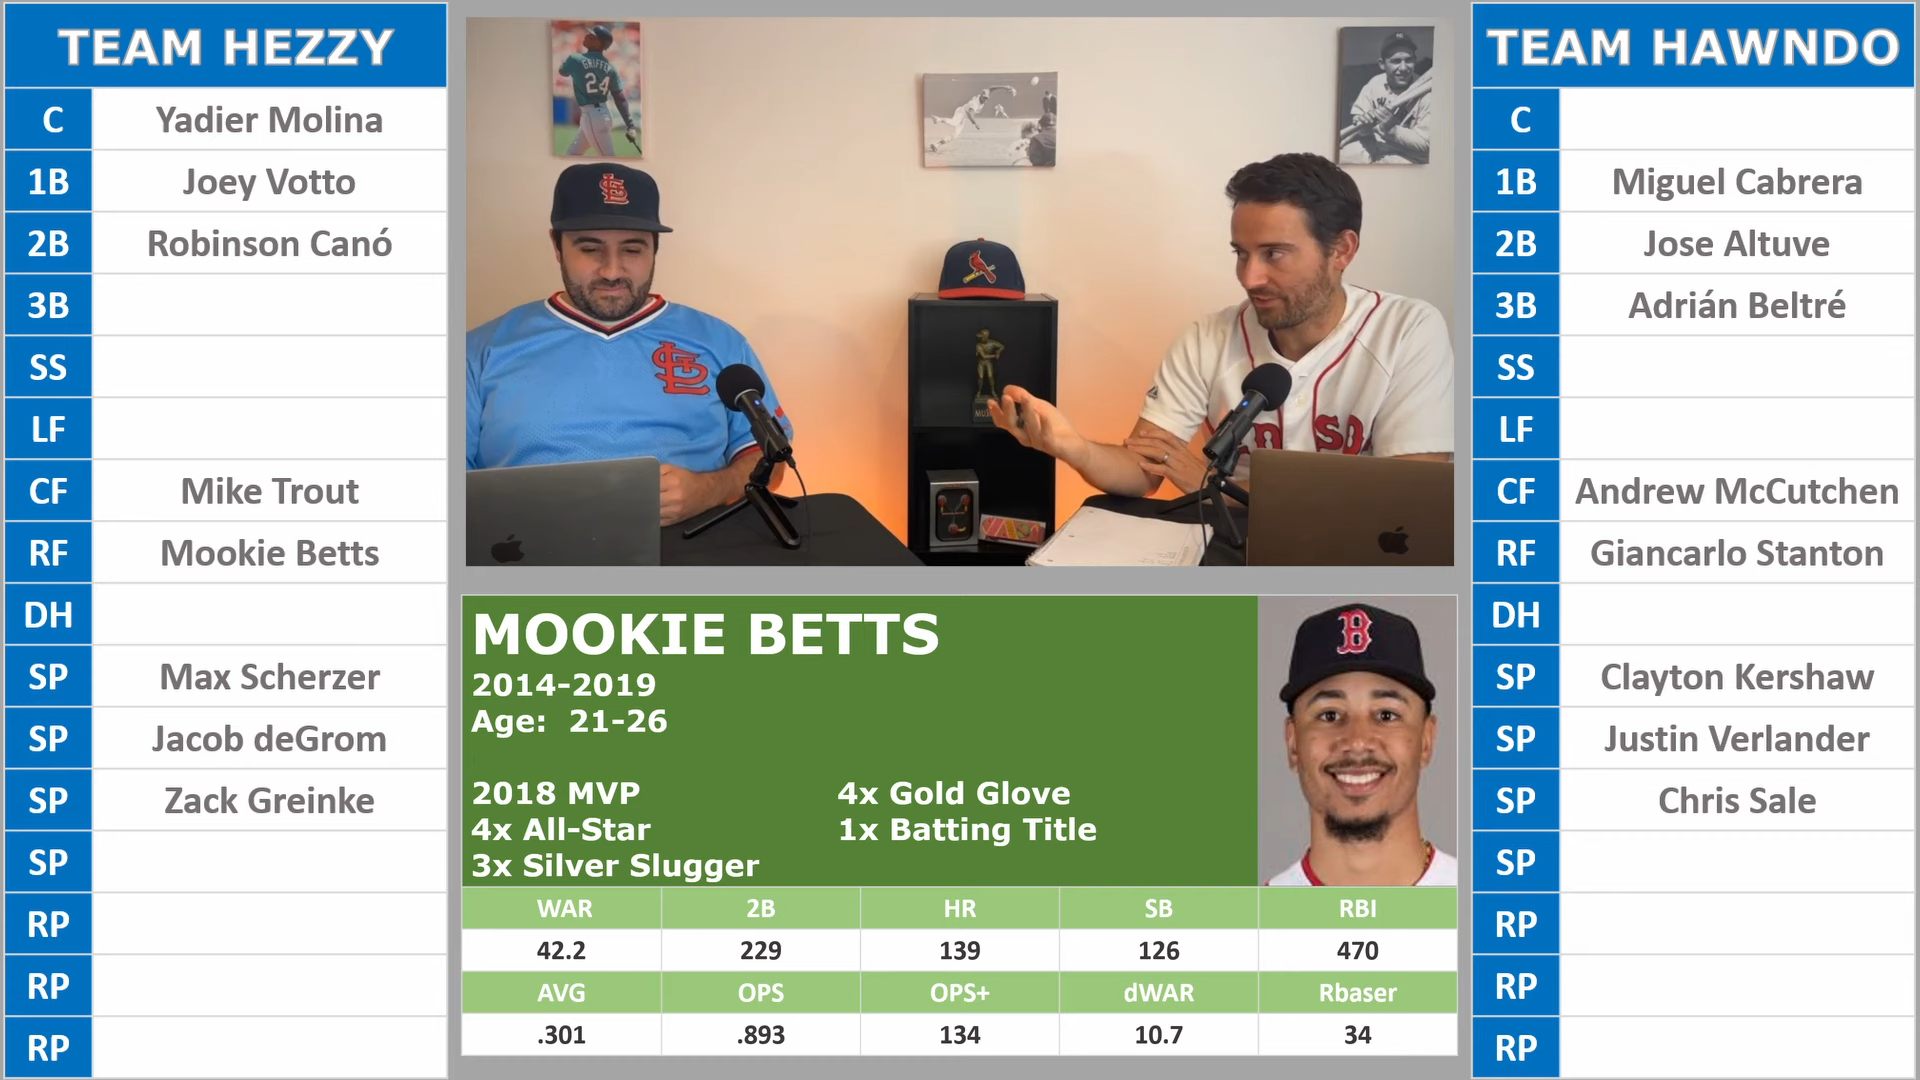 TEAM HEZZY
C Yadier Molina
1B Joey Votto
2B Robinson Canó
3B
SS
LF
CF Mike Trout
RF Mookie Betts
DH
SP Max Scherzer
SP Jacob deGrom
SP Zack Greinke
SP
RP
RP
RP
GRIFFEY
24
MOOKIE BETTS
2014-2019
Age: 21-26
2018 MVP 4x Gold Glove
4x All-Star 1x Batting Title
3x Silver Slugger
WAR 2B HR SB RBI
42.2 229 139 126 470
AVG OPS OPS+ dWAR Rbaser
.301 .893 134 10.7 34
TEAM HAWNDO
C
1B Miguel Cabrera
2B Jose Altuve
3B Adrián Beltré
SS
LF
CF Andrew McCutchen
RF Giancarlo Stanton
DH
SP Clayton Kershaw
SP Justin Verlander
SP Chris Sale
SP
RP
RP
RP